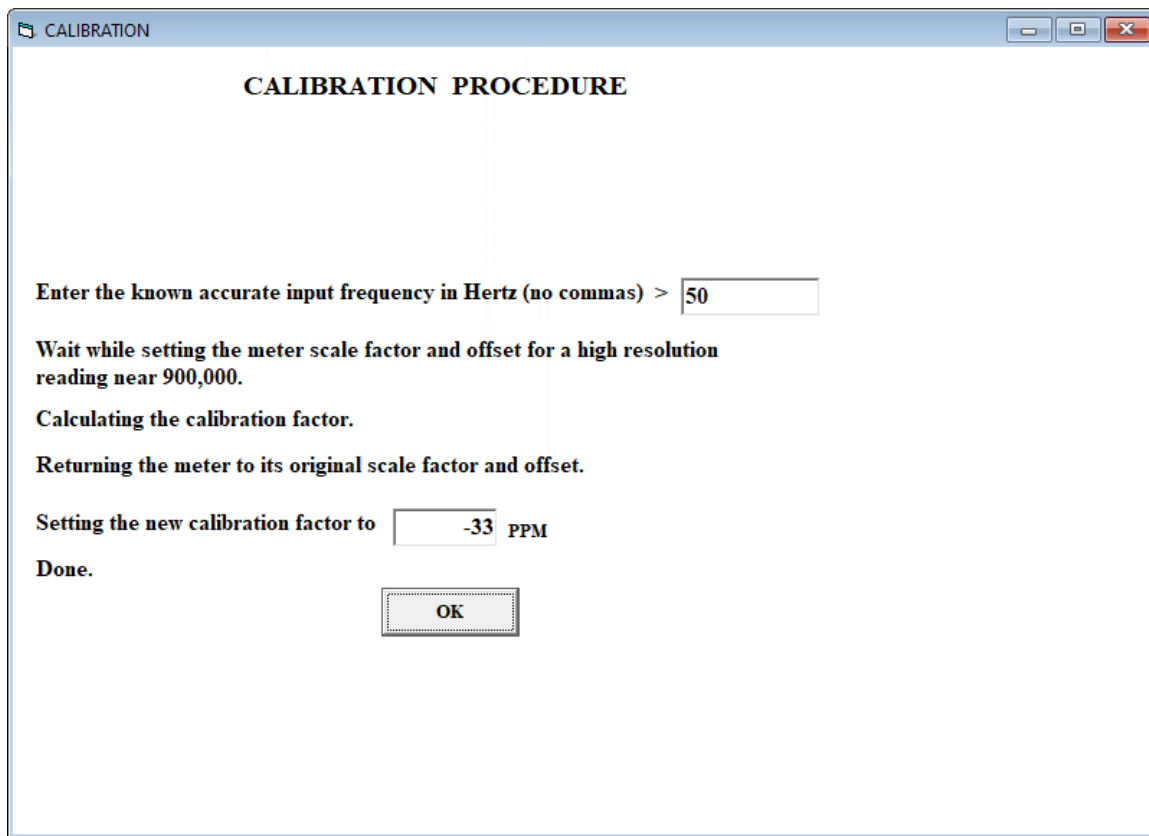 CALIBRATION
CALIBRATION PROCEDURE
Enter the known accurate input frequency in Hertz (no commas) > 50
Wait while setting the meter scale factor and offset for a high resolution
reading near 900,000.
Calculating the calibration factor.
Returning the meter to its original scale factor and offset.
Setting the new calibration factor to -33 PPM
Done.
OK